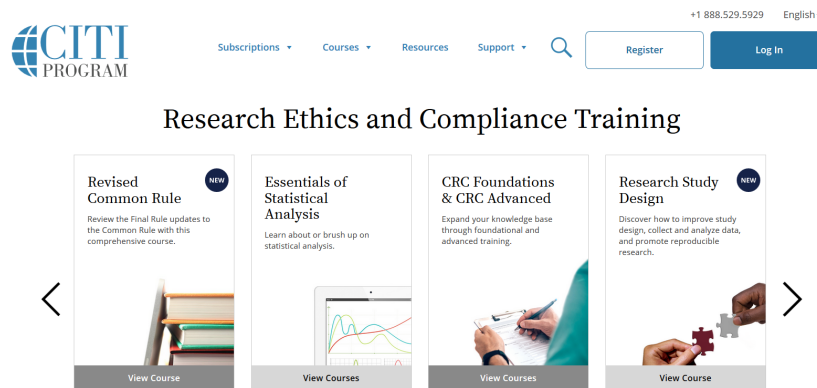 +1 888.529.5929 English
CITI
PROGRAM
Subscriptions Courses Resources Support Register Log In
Research Ethics and Compliance Training
Revised
Common Rule
NEW
Review the Final Rule updates to
the Common Rule with this
comprehensive course.
View Course
Essentials of
Statistical
Analysis
Learn about or brush up on
statistical analysis.
View Courses
CRC Foundations
& CRC Advanced
Expand your knowledge base
through foundational and
advanced training.
View Courses
Research Study
Design
NEW
Discover how to improve study
design, collect and analyze data,
and promote reproducible
research.
View Course